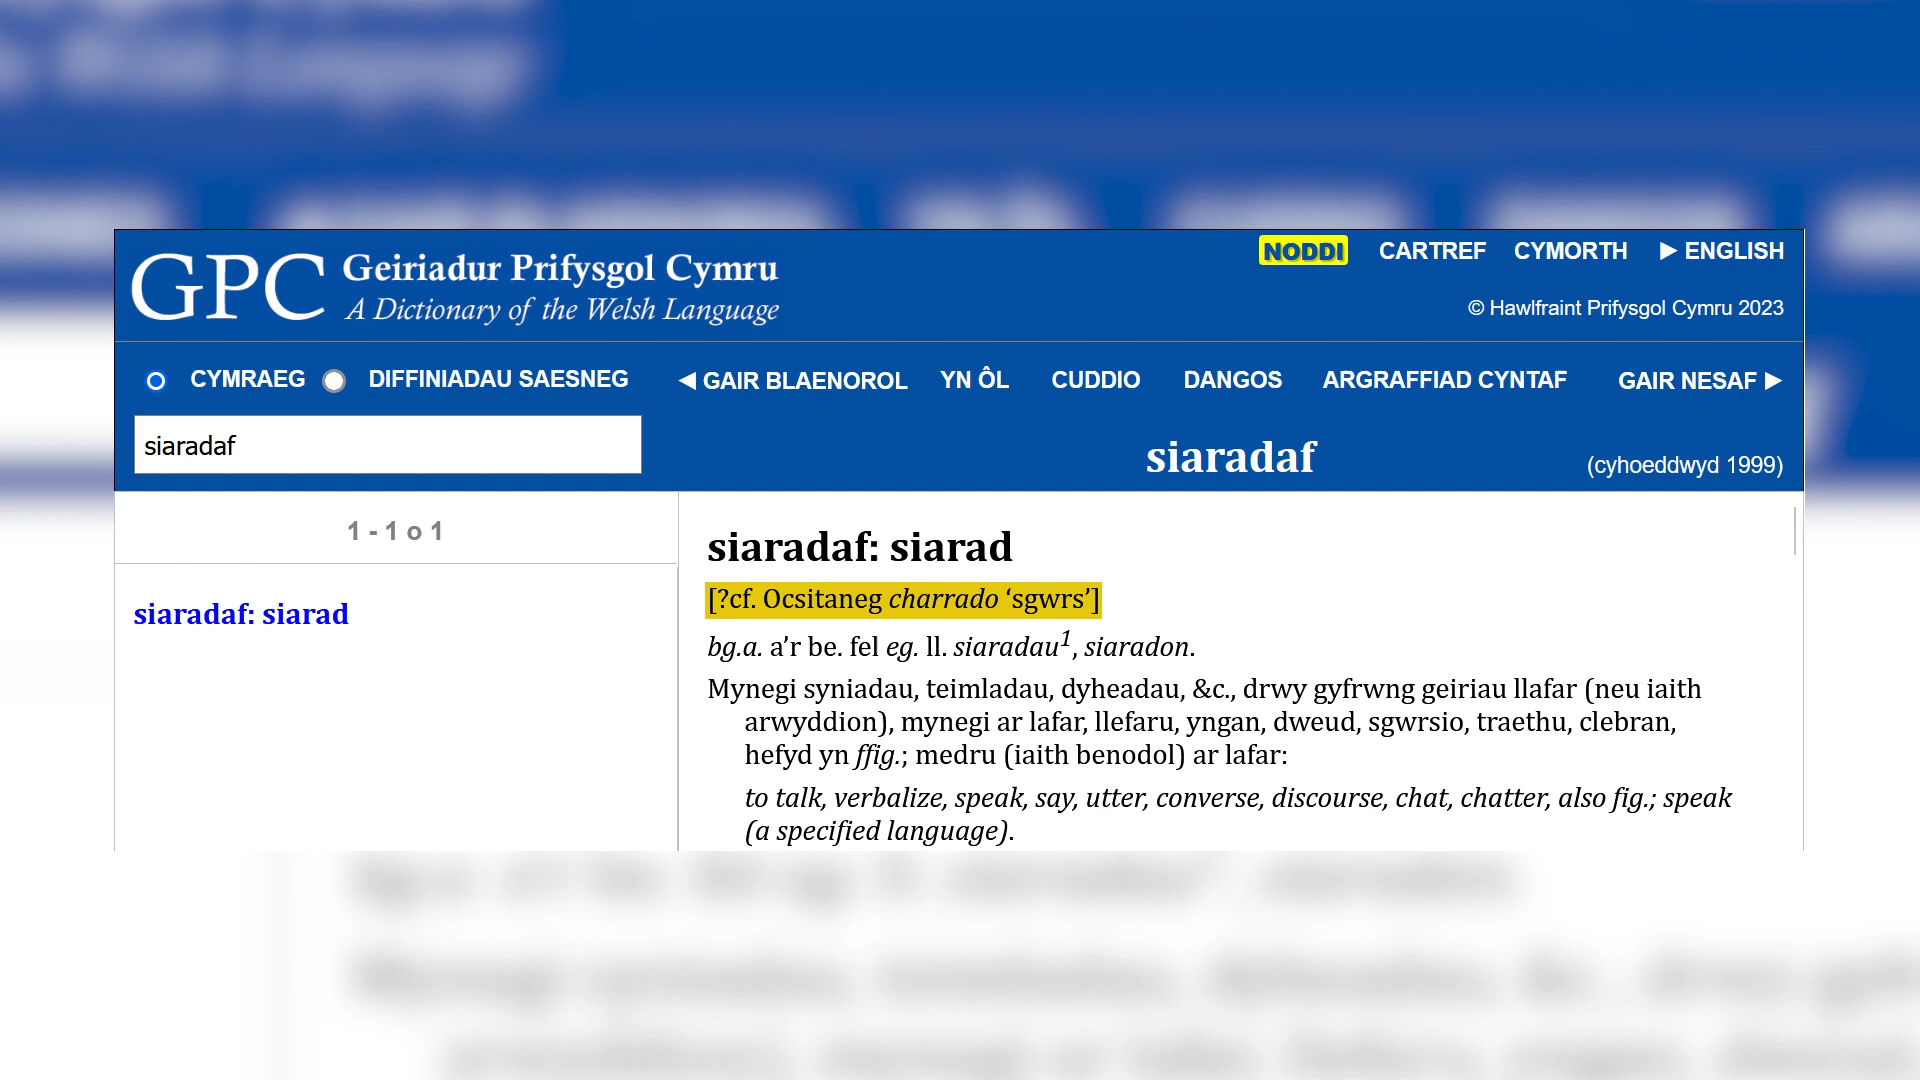 GPC Geiriadur Prifysgol Cymru
A Dictionary of the Welsh Language
NODDI CARTREF CYMORTH ▶ ENGLISH
© Hawlfraint Prifysgol Cymru 2023
CYMRAEG DIFFINIADAU SAESNEG
◀ GAIR BLAENOROL YN ÔL CUDDIO DANGOS ARGRAFFIAD CYNTAF GAIR NESAF ▶
siaradaf
siaradaf (cyhoeddwyd 1999)
1 - 1 o 1
siaradaf: siarad
siaradaf: siarad
[?cf. Ocsitaneg charrado ‘sgwrs’]
bg.a. a’r be. fel eg. ll. siaradau¹, siaradon.
Mynegi syniadau, teimladau, dyheadau, &c., drwy gyfrwng geiriau llafar (neu iaith
arwyddion), mynegi ar lafar, llefaru, yngan, dweud, sgwrsio, traethu, clebran,
hefyd yn ffig.; medru (iaith benodol) ar lafar:
to talk, verbalize, speak, say, utter, converse, discourse, chat, chatter, also fig.; speak
(a specified language).